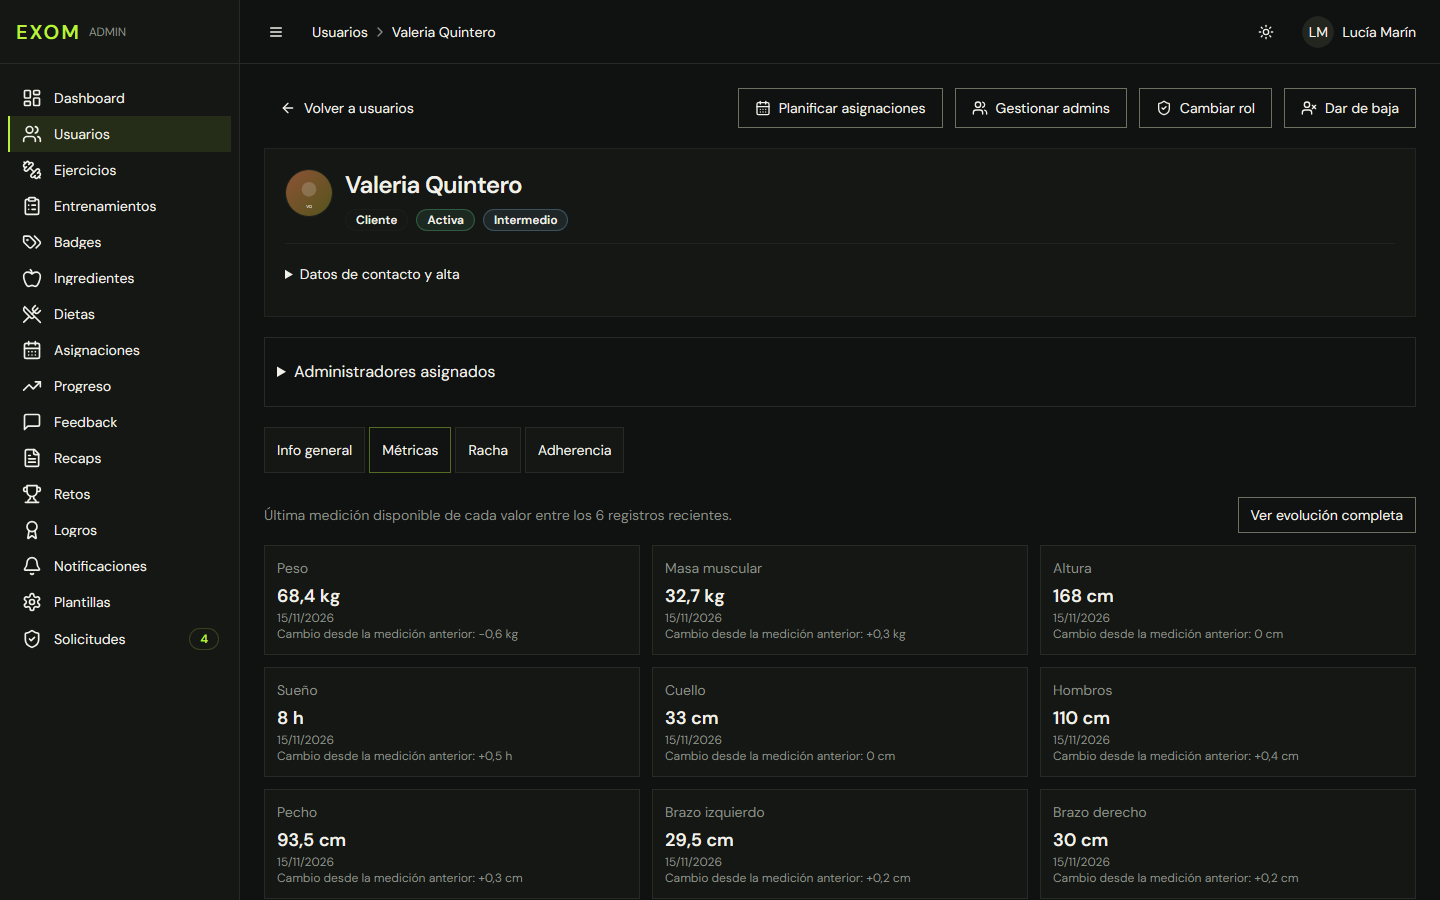 EXOM ADMIN
Usuarios > Valeria Quintero
LM Lucía Marín
Dashboard
Usuarios
Ejercicios
Entrenamientos
Badges
Ingredientes
Dietas
Asignaciones
Progreso
Feedback
Recaps
Retos
Logros
Notificaciones
Plantillas
Solicitudes 4
Volver a usuarios
Planificar asignaciones
Gestionar admins
Cambiar rol
Dar de baja
Valeria Quintero
Cliente Activa Intermedio
Datos de contacto y alta
Administradores asignados
Info general Métricas Racha Adherencia
Última medición disponible de cada valor entre los 6 registros recientes.
Ver evolución completa
Peso
68,4 kg
15/11/2026
Cambio desde la medición anterior: −0,6 kg
Masa muscular
32,7 kg
15/11/2026
Cambio desde la medición anterior: +0,3 kg
Altura
168 cm
15/11/2026
Cambio desde la medición anterior: 0 cm
Sueño
8 h
15/11/2026
Cambio desde la medición anterior: +0,5 h
Cuello
33 cm
15/11/2026
Cambio desde la medición anterior: 0 cm
Hombros
110 cm
15/11/2026
Cambio desde la medición anterior: +0,4 cm
Pecho
93,5 cm
15/11/2026
Cambio desde la medición anterior: +0,3 cm
Brazo izquierdo
29,5 cm
15/11/2026
Cambio desde la medición anterior: +0,2 cm
Brazo derecho
30 cm
15/11/2026
Cambio desde la medición anterior: +0,2 cm